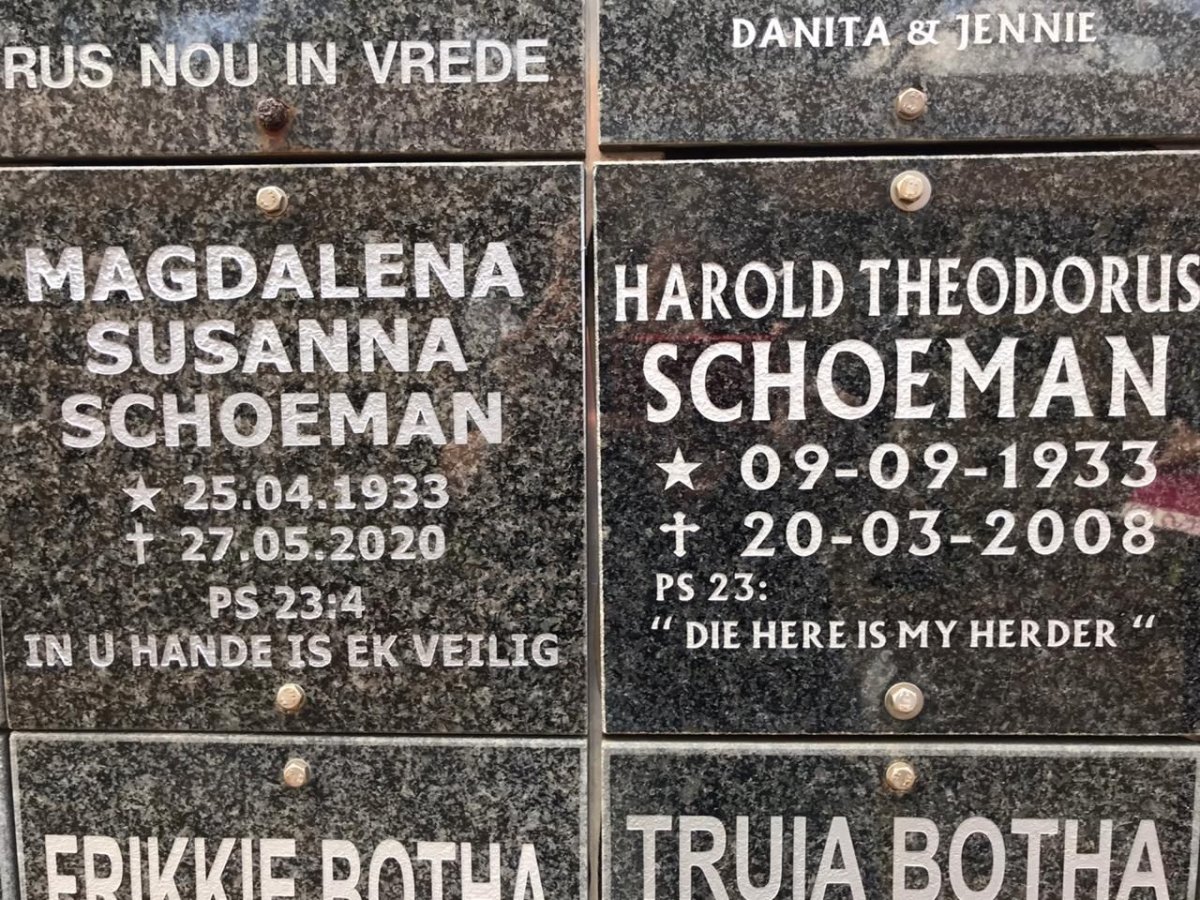 RUS NOU IN VREDE
DANITA & JENNIE
MAGDALENA
SUSANNA
SCHOEMAN
★ 25.04.1933
✝ 27.05.2020
PS 23:4
IN U HANDE IS EK VEILIG
HAROLD THEODORUS
SCHOEMAN
★ 09-09-1933
✝ 20-03-2008
PS 23:
“ DIE HERE IS MY HERDER “
ERIKKIE BOTHA
TRUIA BOTHA